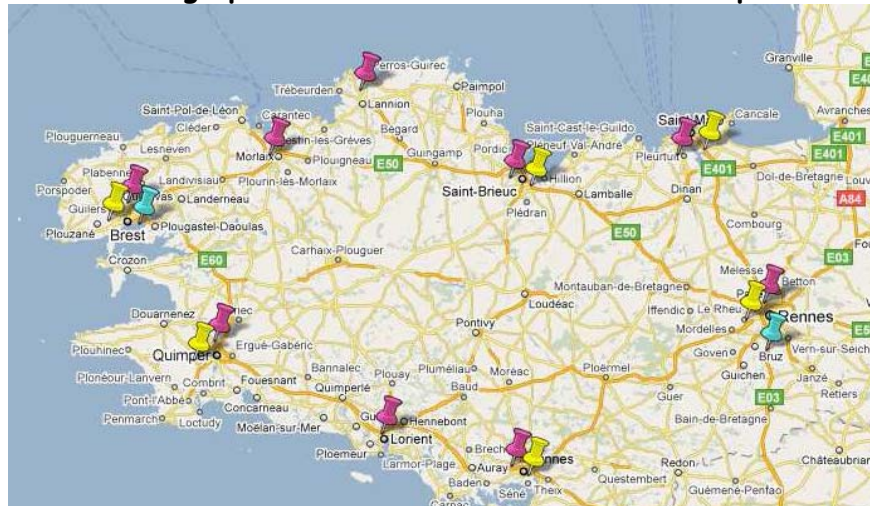 Granville
Perros-Guirec
Trébeurden
Paimpol
Lannion
Saint-Pol-de-Léon
Carantec
Plouha
Saint-Cast-le-Guildo
Cancale
Avranches
Cléder
Plouguerneau
Bégard
Pordic
Pléneuf-Val-André
E401
Lesneven
Morlaix
Plouigneau
E50
Guingamp
Pleurtuit
E401
E401
Plabennec
Hillion
Dol-de-Bretagne
Porspoder
Landivisiau
Plourin-lès-Morlaix
Saint-Brieuc
Lamballe
Dinan
A84
Guilers
Landerneau
Plédran
Combourg
Plouzané
Brest
Plougastel-Daoulas
E50
Crozon
E60
Carhaix-Plouguer
E03
Melesse
Betton
Montauban-de-Bretagne
Loudéac
Iffendic
Le Rheu
Rennes
Douarnenez
Pontivy
Mordelles
Plouhinec
Quimper
Ergué-Gabéric
Goven
Bruz
Vern-sur-Seich
Bannalec
Plouay
Pluméliau
Moréac
Ploërmel
Guichen
Janzé
Plonéour-Lanvern
Combrit
Fouesnant
Quimperlé
Baud
Guer
E03
Retiers
Pont-l'Abbé
Concarneau
Penmarch
Loctudy
Moëlan-sur-Mer
Hennebont
Bain-de-Bretagne
Lorient
Ploemeur
Larmor-Plage
Auray
Redon
Châteaubriant
Baden
Theix
Questembert
Séné
Guémené-Penfao
Carnac